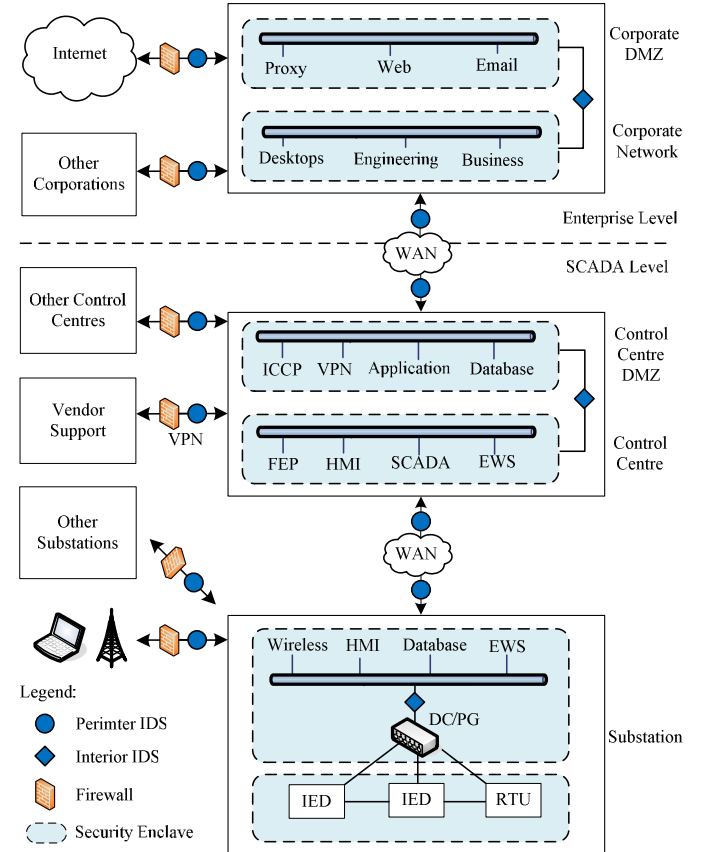 Internet
Proxy
Web
Email
Corporate
DMZ
Other
Corporations
Desktops
Engineering
Business
Corporate
Network
Enterprise Level
WAN
SCADA Level
Other Control
Centres
ICCP
VPN
Application
Database
Control
Centre
DMZ
Vendor
Support
VPN
FEP
HMI
SCADA
EWS
Control
Centre
Other
Substations
WAN
Wireless
HMI
Database
EWS
DC/PG
Substation
IED
IED
RTU
Legend:
Perimter IDS
Interior IDS
Firewall
Security Enclave